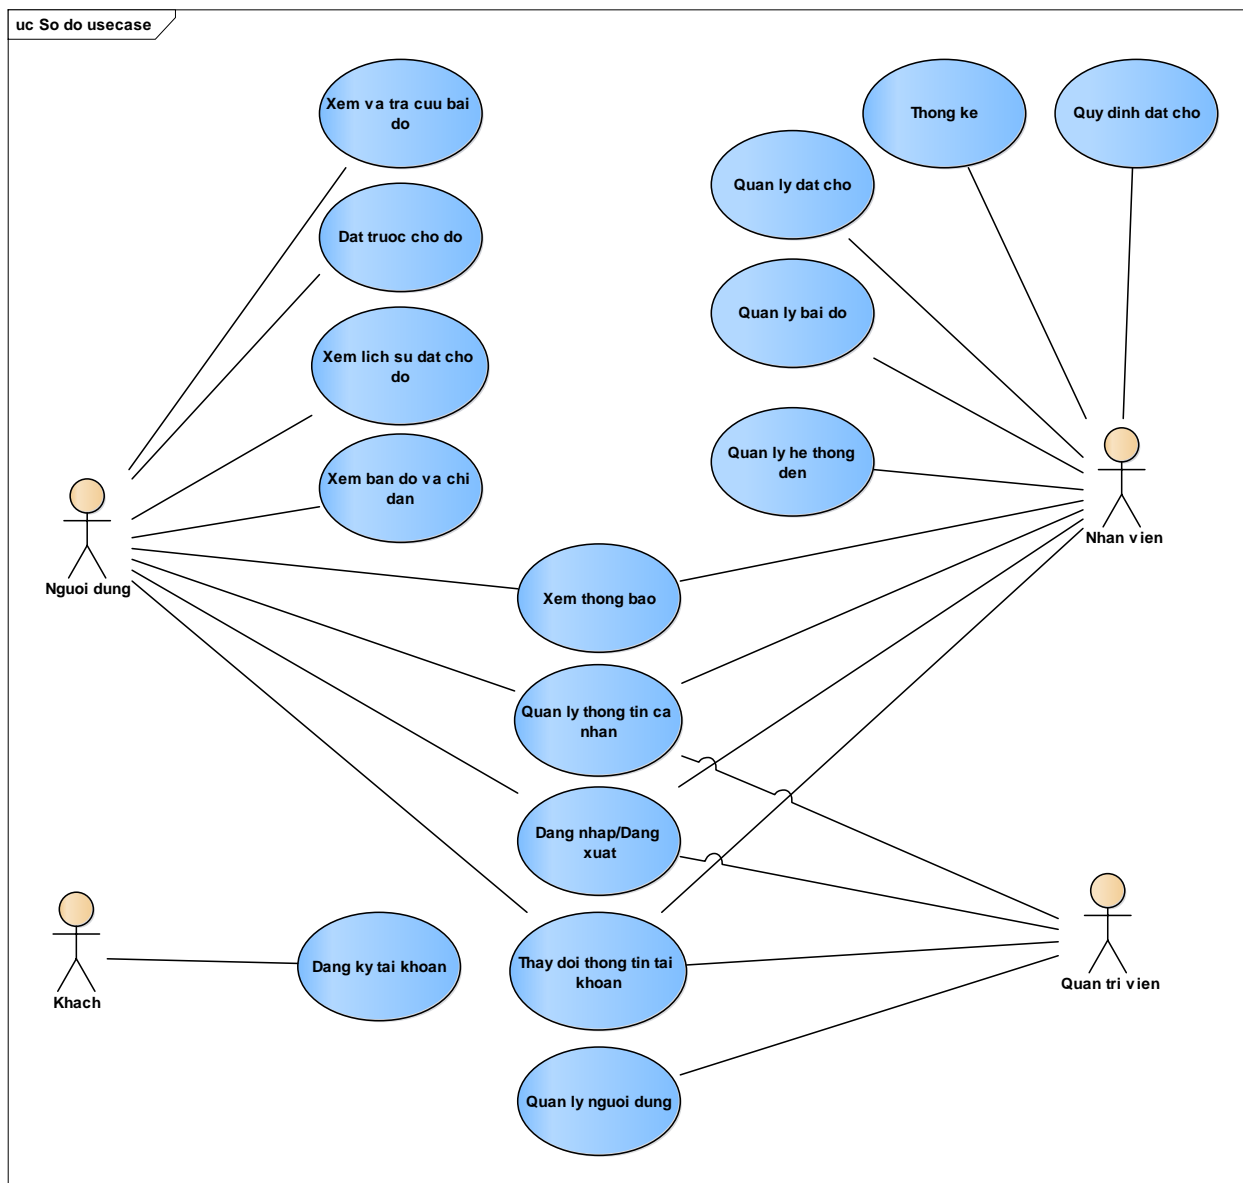 uc So do usecase
Xem va tra cuu bai
do
Thong ke
Quy dinh dat cho
Quan ly dat cho
Dat truoc cho do
Quan ly bai do
Xem lich su dat cho
do
Quan ly he thong
den
Xem ban do va chi
dan
Nhan vien
Nguoi dung
Xem thong bao
Quan ly thong tin ca
nhan
Dang nhap/Dang
xuat
Dang ky tai khoan
Thay doi thong tin tai
khoan
Khach
Quan tri vien
Quan ly nguoi dung